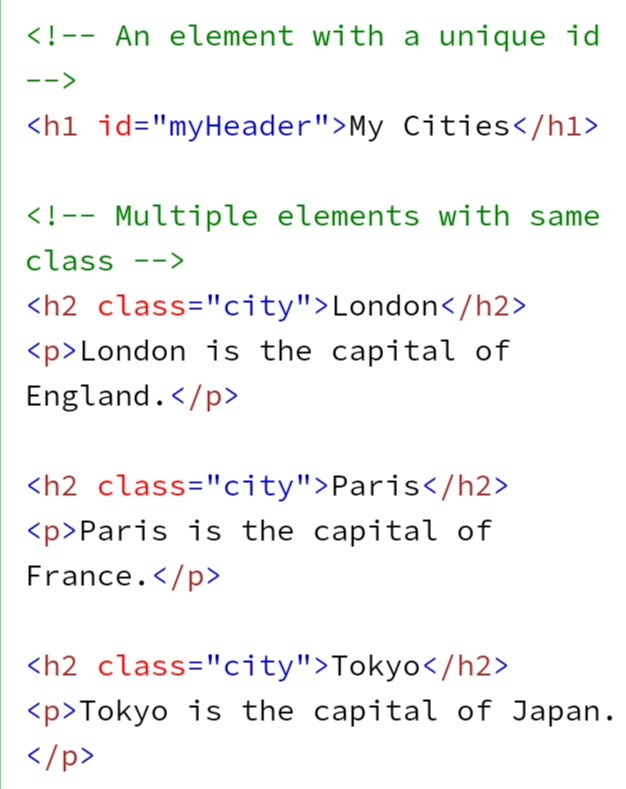 <!-- An element with a unique id
-->
<h1 id="myHeader">My Cities</h1>
<!-- Multiple elements with same
class -->
<h2 class="city">London</h2>
<p>London is the capital of
England.</p>
<h2 class="city">Paris</h2>
<p>Paris is the capital of
France.</p>
<h2 class="city">Tokyo</h2>
<p>Tokyo is the capital of Japan.
</p>